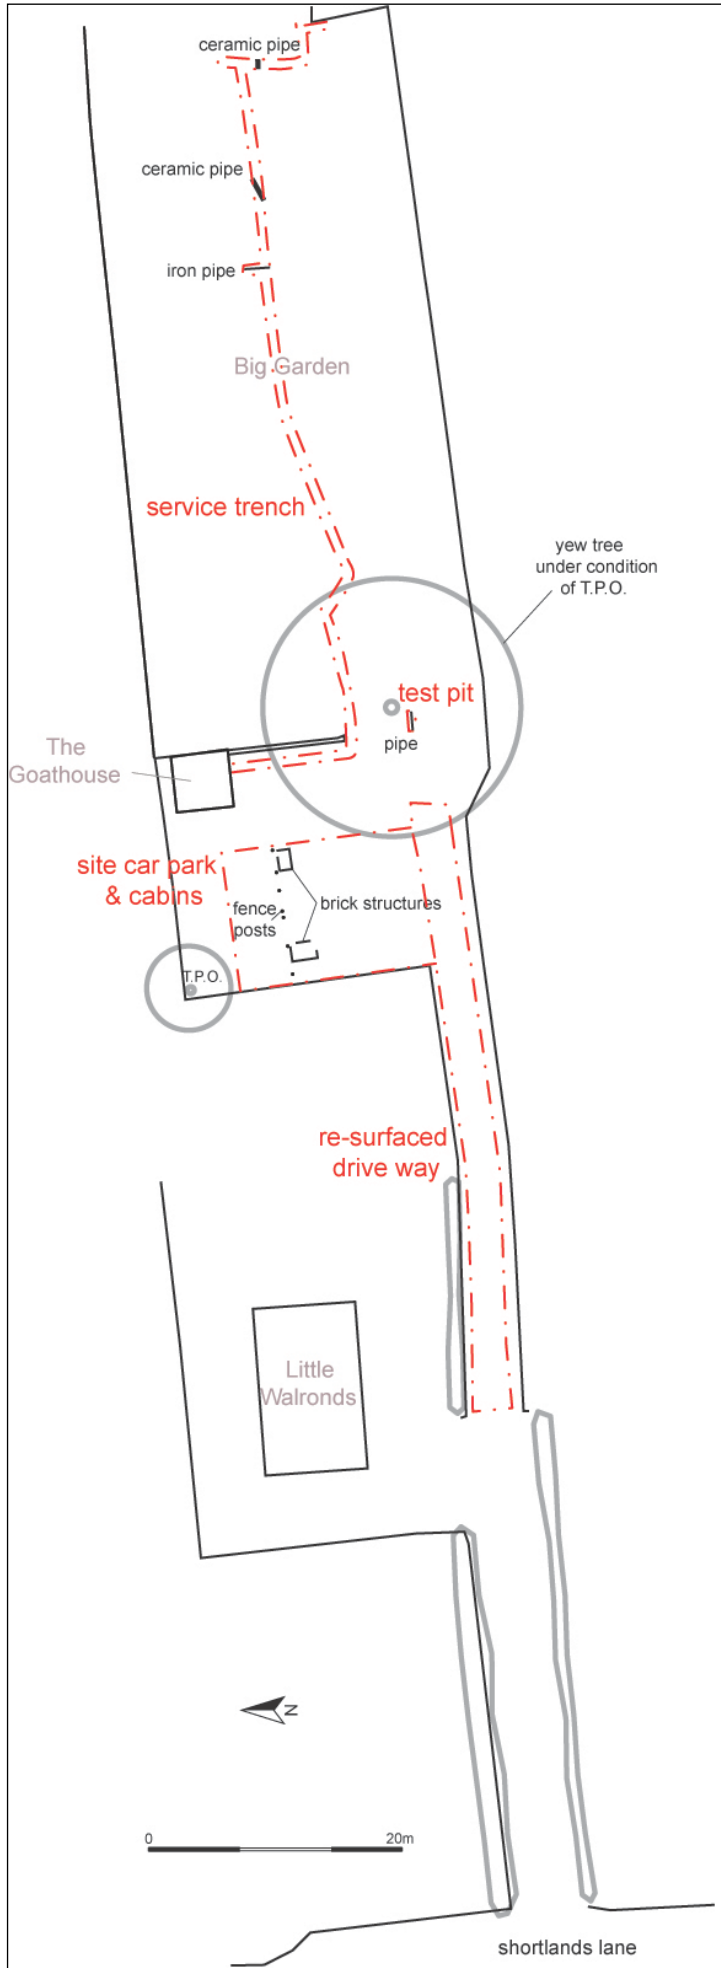 ceramic pipe
ceramic pipe
iron pipe
Big Garden
service trench
yew tree
under condition
of T.P.O.
test pit
pipe
The
Goathouse
site car park
& cabins
fence
posts
brick structures
T.P.O.
re-surfaced
drive way
Little
Walronds
N
0 20m
shortlands lane